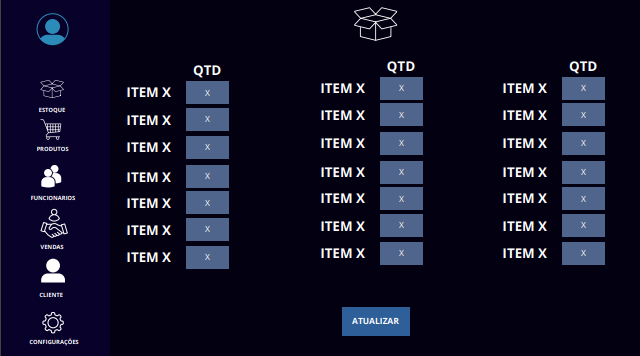 ESTOQUE
PRODUTOS
FUNCIONARIOS
VENDAS
CLIENTE
CONFIGURAÇÕES
QTD
ITEM X X
ITEM X X
ITEM X X
ITEM X X
ITEM X X
ITEM X X
ITEM X X
QTD
ITEM X X
ITEM X X
ITEM X X
ITEM X X
ITEM X X
ITEM X X
ITEM X X
QTD
ITEM X X
ITEM X X
ITEM X X
ITEM X X
ITEM X X
ITEM X X
ITEM X X
ATUALIZAR